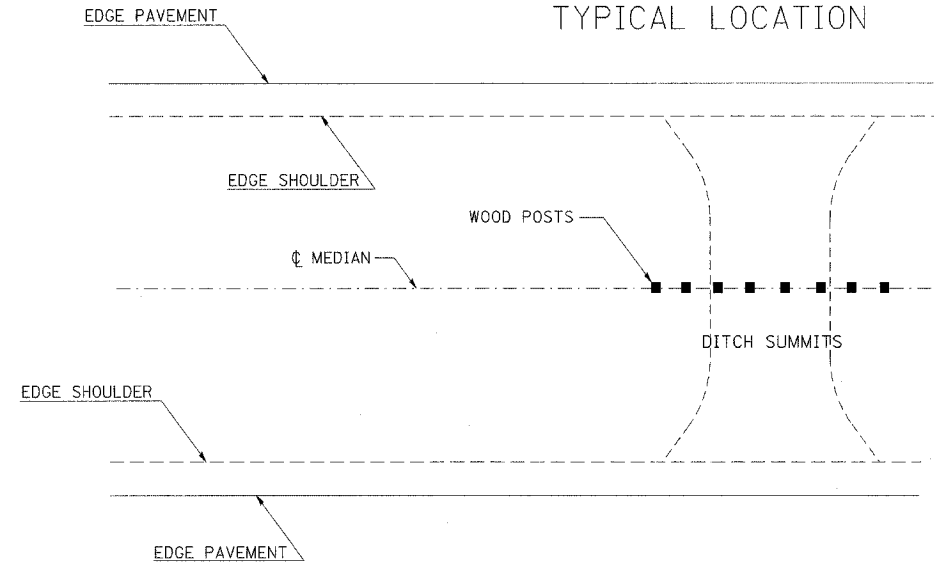 TYPICAL LOCATION
EDGE PAVEMENT
EDGE SHOULDER
WOOD POSTS
℄ MEDIAN
DITCH SUMMITS
EDGE SHOULDER
EDGE PAVEMENT